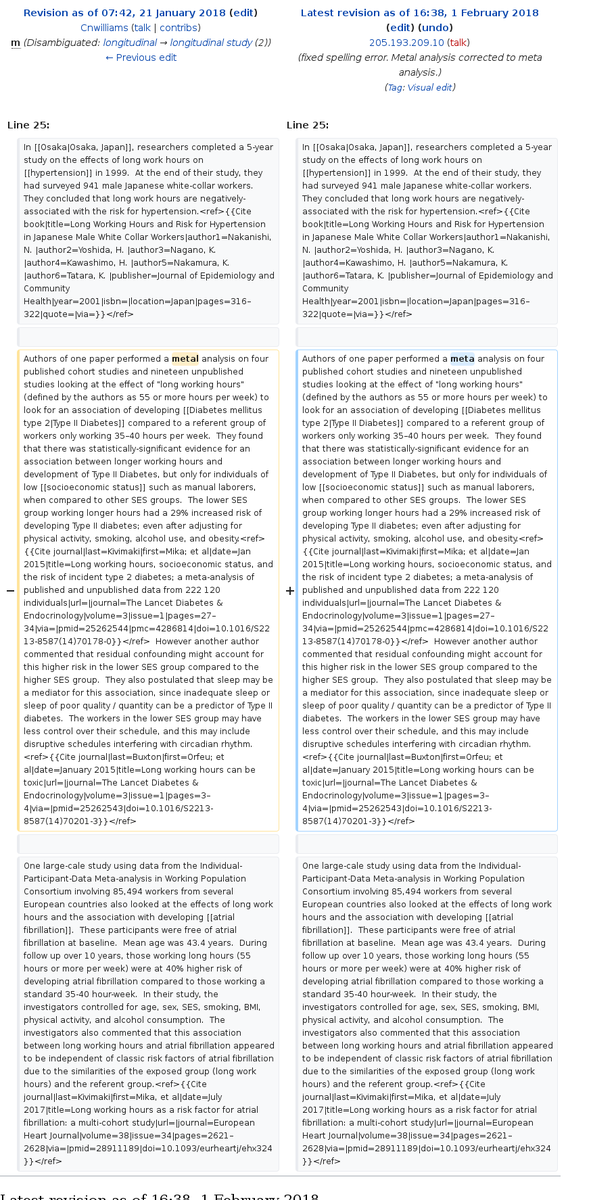 Revision as of 07:42, 21 January 2018 (edit)
Cnwilliams (talk | contribs)
m (Disambiguated: longitudinal → longitudinal study (2))
← Previous edit
Latest revision as of 16:38, 1 February 2018
(edit) (undo)
205.193.209.10 (talk)
(fixed spelling error. Metal analysis corrected to meta
analysis.)
(Tag: Visual edit)
Line 25:
In [[Osaka|Osaka, Japan]], researchers completed a 5-year
study on the effects of long work hours on
[[hypertension]] in 1999.  At the end of their study, they
had surveyed 941 male Japanese white-collar workers.
They concluded that long work hours are negatively-
associated with the risk for hypertension.<ref>{{Cite
book|title=Long Working Hours and Risk for Hypertension
in Japanese Male White Collar Workers|author1=Nakanishi,
N. |author2=Yoshida, H. |author3=Nagano, K.
|author4=Kawashimo, H. |author5=Nakamura, K.
|author6=Tatara, K. |publisher=Journal of Epidemiology and
Community
Health|year=2001|isbn=|location=Japan|pages=316–
322|quote=|via=}}</ref>
−
Authors of one paper performed a metal analysis on four
published cohort studies and nineteen unpublished
studies looking at the effect of "long working hours"
(defined by the authors as 55 or more hours per week) to
look for an association of developing [[Diabetes mellitus
type 2|Type II Diabetes]] compared to a referent group of
workers only working 35–40 hours per week.  They found
that there was statistically-significant evidence for an
association between longer working hours and
development of Type II Diabetes, but only for individuals of
low [[socioeconomic status]] such as manual laborers,
when compared to other SES groups.  The lower SES
group working longer hours had a 29% increased risk of
developing Type II diabetes; even after adjusting for
physical activity, smoking, alcohol use, and obesity.<ref>
{{Cite journal|last=Kivimaki|first=Mika; et al|date=Jan
2015|title=Long working hours, socioeconomic status, and
the risk of incident type 2 diabetes; a meta-analysis of
published and unpublished data from 222 120
individuals|url=|journal=The Lancet Diabetes &
Endocrinology|volume=3|issue=1|pages=27–
34|via=|pmid=25262544|pmc=4286814|doi=10.1016/S22
13-8587(14)70178-0}}</ref>  However another author
commented that residual confounding might account for
this higher risk in the lower SES group compared to the
higher SES group.  They also postulated that sleep may be
a mediator for this association, since inadequate sleep or
sleep of poor quality / quantity can be a predictor of Type II
diabetes.  The workers in the lower SES group may have
less control over their schedule, and this may include
disruptive schedules interfering with circadian rhythm.
<ref>{{Cite journal|last=Buxton|first=Orfeu; et
al|date=January 2015|title=Long working hours can be
toxic|url=|journal=The Lancet Diabetes &
Endocrinology|volume=3|issue=1|pages=3–
4|via=|pmid=25262543|doi=10.1016/S2213-
8587(14)70201-3}}</ref>
One large-cale study using data from the Individual-
Participant-Data Meta-analysis in Working Population
Consortium involving 85,494 workers from several
European countries also looked at the effects of long work
hours and the association with developing [[atrial
fibrillation]].  These participants were free of atrial
fibrillation at baseline.  Mean age was 43.4 years.  During
follow up over 10 years, those working long hours (55
hours or more per week) were at 40% higher risk of
developing atrial fibrillation compared to those working a
standard 35-40 hour-week.  In their study, the
investigators controlled for age, sex, SES, smoking, BMI,
physical activity, and alcohol consumption.  The
investigators also commented that this association
between long working hours and atrial fibrillation appeared
to be independent of classic risk factors of atrial fibrillation
due to the similarities of the exposed group (long work
hours) and the referent group.<ref>{{Cite
journal|last=Kivimaki|first=Mika, et al|date=July
2017|title=Long working hours as a risk factor for atrial
fibrillation: a multi-cohort study|url=|journal=European
Heart Journal|volume=38|issue=34|pages=2621–
2628|via=|pmid=28911189|doi=10.1093/eurheartj/ehx324
}}</ref>
Line 25:
In [[Osaka|Osaka, Japan]], researchers completed a 5-year
study on the effects of long work hours on
[[hypertension]] in 1999.  At the end of their study, they
had surveyed 941 male Japanese white-collar workers.
They concluded that long work hours are negatively-
associated with the risk for hypertension.<ref>{{Cite
book|title=Long Working Hours and Risk for Hypertension
in Japanese Male White Collar Workers|author1=Nakanishi,
N. |author2=Yoshida, H. |author3=Nagano, K.
|author4=Kawashimo, H. |author5=Nakamura, K.
|author6=Tatara, K. |publisher=Journal of Epidemiology and
Community
Health|year=2001|isbn=|location=Japan|pages=316–
322|quote=|via=}}</ref>
+
Authors of one paper performed a meta analysis on four
published cohort studies and nineteen unpublished
studies looking at the effect of "long working hours"
(defined by the authors as 55 or more hours per week) to
look for an association of developing [[Diabetes mellitus
type 2|Type II Diabetes]] compared to a referent group of
workers only working 35–40 hours per week.  They found
that there was statistically-significant evidence for an
association between longer working hours and
development of Type II Diabetes, but only for individuals of
low [[socioeconomic status]] such as manual laborers,
when compared to other SES groups.  The lower SES
group working longer hours had a 29% increased risk of
developing Type II diabetes; even after adjusting for
physical activity, smoking, alcohol use, and obesity.<ref>
{{Cite journal|last=Kivimaki|first=Mika; et al|date=Jan
2015|title=Long working hours, socioeconomic status, and
the risk of incident type 2 diabetes; a meta-analysis of
published and unpublished data from 222 120
individuals|url=|journal=The Lancet Diabetes &
Endocrinology|volume=3|issue=1|pages=27–
34|via=|pmid=25262544|pmc=4286814|doi=10.1016/S22
13-8587(14)70178-0}}</ref>  However another author
commented that residual confounding might account for
this higher risk in the lower SES group compared to the
higher SES group.  They also postulated that sleep may be
a mediator for this association, since inadequate sleep or
sleep of poor quality / quantity can be a predictor of Type II
diabetes.  The workers in the lower SES group may have
less control over their schedule, and this may include
disruptive schedules interfering with circadian rhythm.
<ref>{{Cite journal|last=Buxton|first=Orfeu; et
al|date=January 2015|title=Long working hours can be
toxic|url=|journal=The Lancet Diabetes &
Endocrinology|volume=3|issue=1|pages=3–
4|via=|pmid=25262543|doi=10.1016/S2213-
8587(14)70201-3}}</ref>
One large-cale study using data from the Individual-
Participant-Data Meta-analysis in Working Population
Consortium involving 85,494 workers from several
European countries also looked at the effects of long work
hours and the association with developing [[atrial
fibrillation]].  These participants were free of atrial
fibrillation at baseline.  Mean age was 43.4 years.  During
follow up over 10 years, those working long hours (55
hours or more per week) were at 40% higher risk of
developing atrial fibrillation compared to those working a
standard 35-40 hour-week.  In their study, the
investigators controlled for age, sex, SES, smoking, BMI,
physical activity, and alcohol consumption.  The
investigators also commented that this association
between long working hours and atrial fibrillation appeared
to be independent of classic risk factors of atrial fibrillation
due to the similarities of the exposed group (long work
hours) and the referent group.<ref>{{Cite
journal|last=Kivimaki|first=Mika, et al|date=July
2017|title=Long working hours as a risk factor for atrial
fibrillation: a multi-cohort study|url=|journal=European
Heart Journal|volume=38|issue=34|pages=2621–
2628|via=|pmid=28911189|doi=10.1093/eurheartj/ehx324
}}</ref>
Latest revision as of 16:38, 1 February 2018